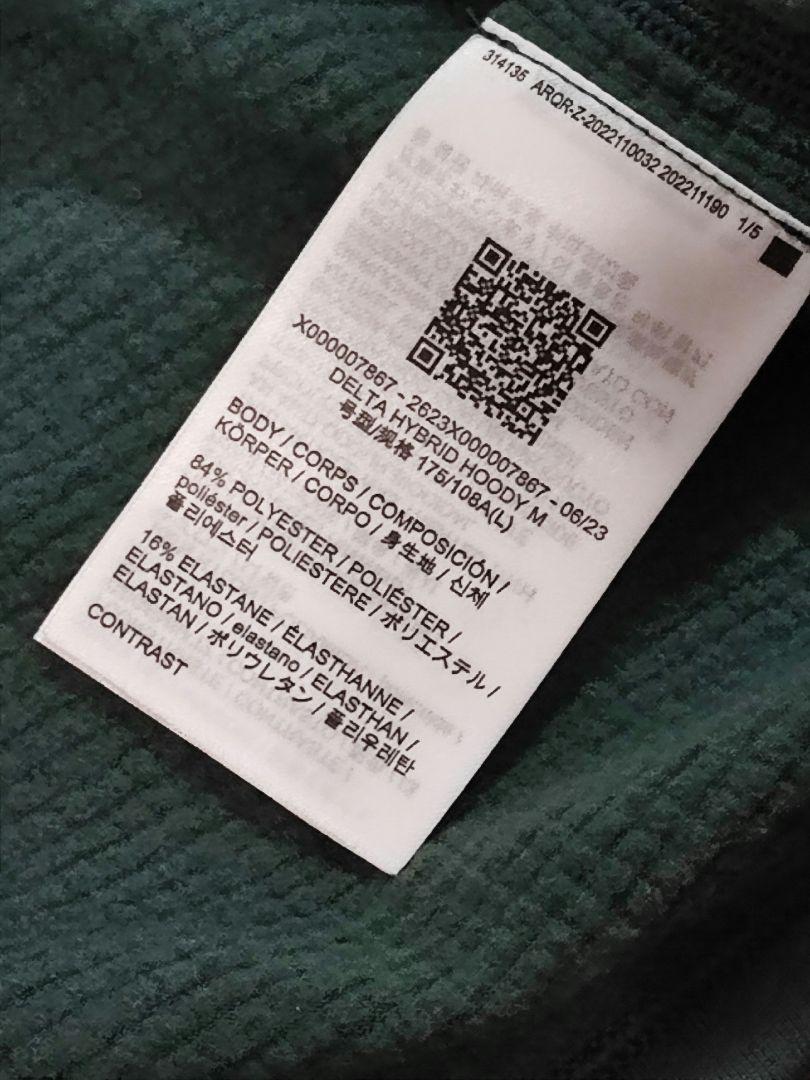 314135 ARQR-Z-2022110032 202211190 1/5
X000007867 - 2623X000007867 - 06/23
DELTA HYBRID HOODY M
号型/规格 175/108A(L)
BODY / CORPS / COMPOSICIÓN /
KÖRPER / CORPO / 身生地 / 신체
84% POLYESTER / POLIÉSTER /
poliéster / POLIESTERE / ポリエステル /
폴리에스터
16% ELASTANE / ÉLASTHANNE /
ELASTANO / elastano / ELASTHAN /
ELASTAN / ポリウレタン / 폴리우레탄
CONTRAST